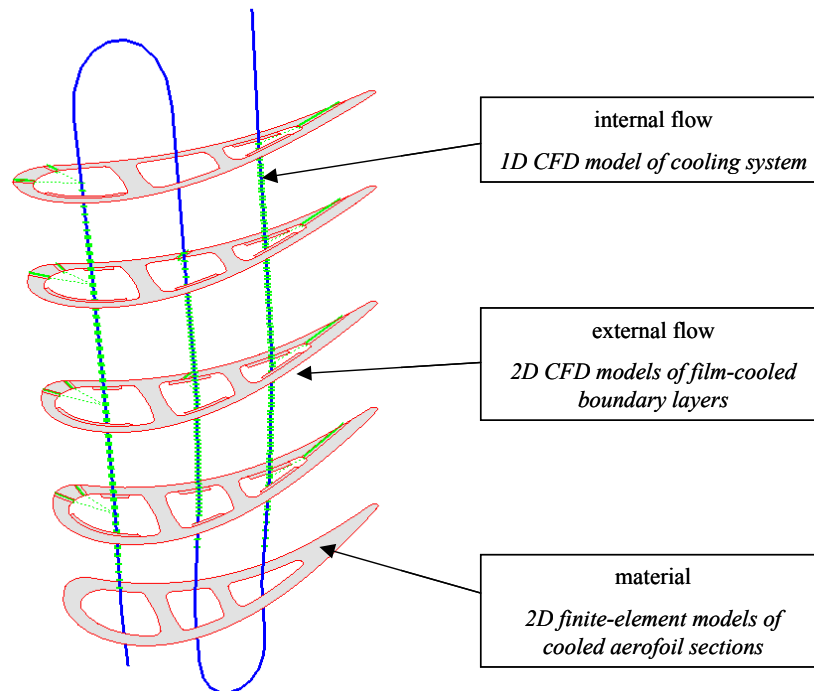 internal flow
1D CFD model of cooling system
external flow
2D CFD models of film-cooled
boundary layers
material
2D finite-element models of
cooled aerofoil sections